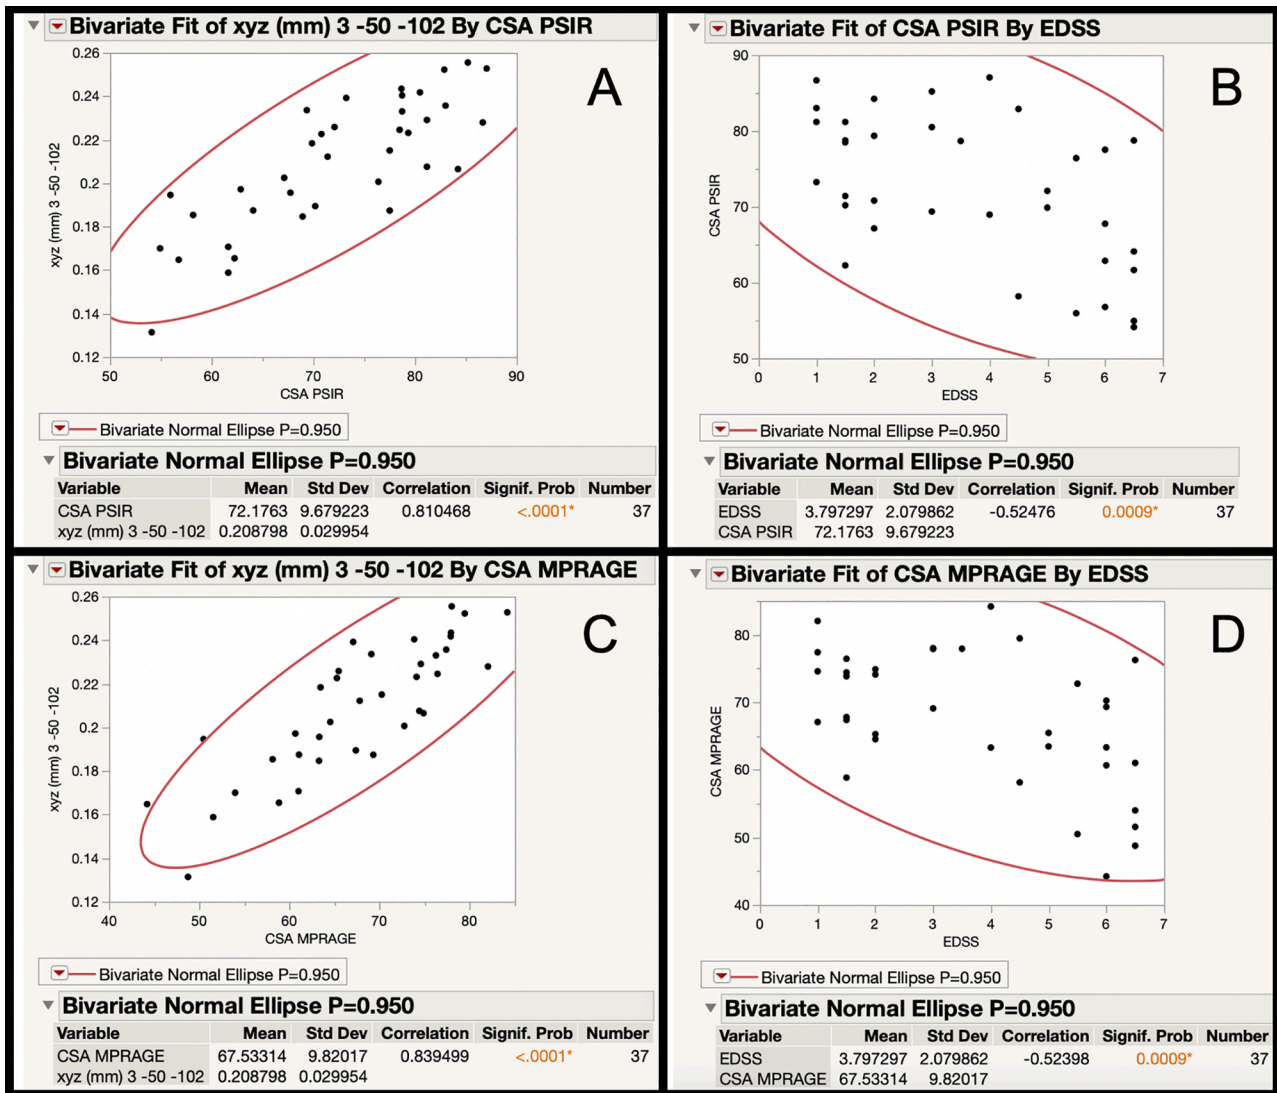 Bivariate Fit of xyz (mm) 3 -50 -102 By CSA PSIR
A
0.26
0.24
0.22
0.2
0.18
0.16
0.14
0.12
xyz (mm) 3 -50 -102
50 60 70 80 90
CSA PSIR
Bivariate Normal Ellipse P=0.950
Bivariate Normal Ellipse P=0.950
Variable Mean Std Dev Correlation Signif. Prob Number
CSA PSIR 72.1763 9.679223 0.810468 <.0001* 37
xyz (mm) 3 -50 -102 0.208798 0.029954
Bivariate Fit of CSA PSIR By EDSS
B
90
80
70
60
50
CSA PSIR
0 1 2 3 4 5 6 7
EDSS
Bivariate Normal Ellipse P=0.950
Bivariate Normal Ellipse P=0.950
Variable Mean Std Dev Correlation Signif. Prob Number
EDSS 3.797297 2.079862 -0.52476 0.0009* 37
CSA PSIR 72.1763 9.679223
Bivariate Fit of xyz (mm) 3 -50 -102 By CSA MPRAGE
C
0.26
0.24
0.22
0.2
0.18
0.16
0.14
0.12
xyz (mm) 3 -50 -102
40 50 60 70 80
CSA MPRAGE
Bivariate Normal Ellipse P=0.950
Bivariate Normal Ellipse P=0.950
Variable Mean Std Dev Correlation Signif. Prob Number
CSA MPRAGE 67.53314 9.82017 0.839499 <.0001* 37
xyz (mm) 3 -50 -102 0.208798 0.029954
Bivariate Fit of CSA MPRAGE By EDSS
D
80
70
60
50
40
CSA MPRAGE
0 1 2 3 4 5 6 7
EDSS
Bivariate Normal Ellipse P=0.950
Bivariate Normal Ellipse P=0.950
Variable Mean Std Dev Correlation Signif. Prob Number
EDSS 3.797297 2.079862 -0.52398 0.0009* 37
CSA MPRAGE 67.53314 9.82017